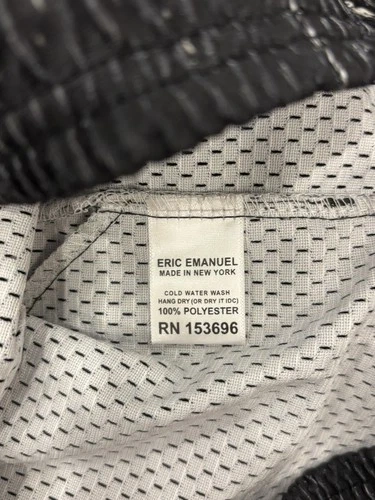 ERIC EMANUEL
MADE IN NEW YORK
COLD WATER WASH
HANG DRY (OR DRY IT IDC)
100% POLYESTER
RN 153696